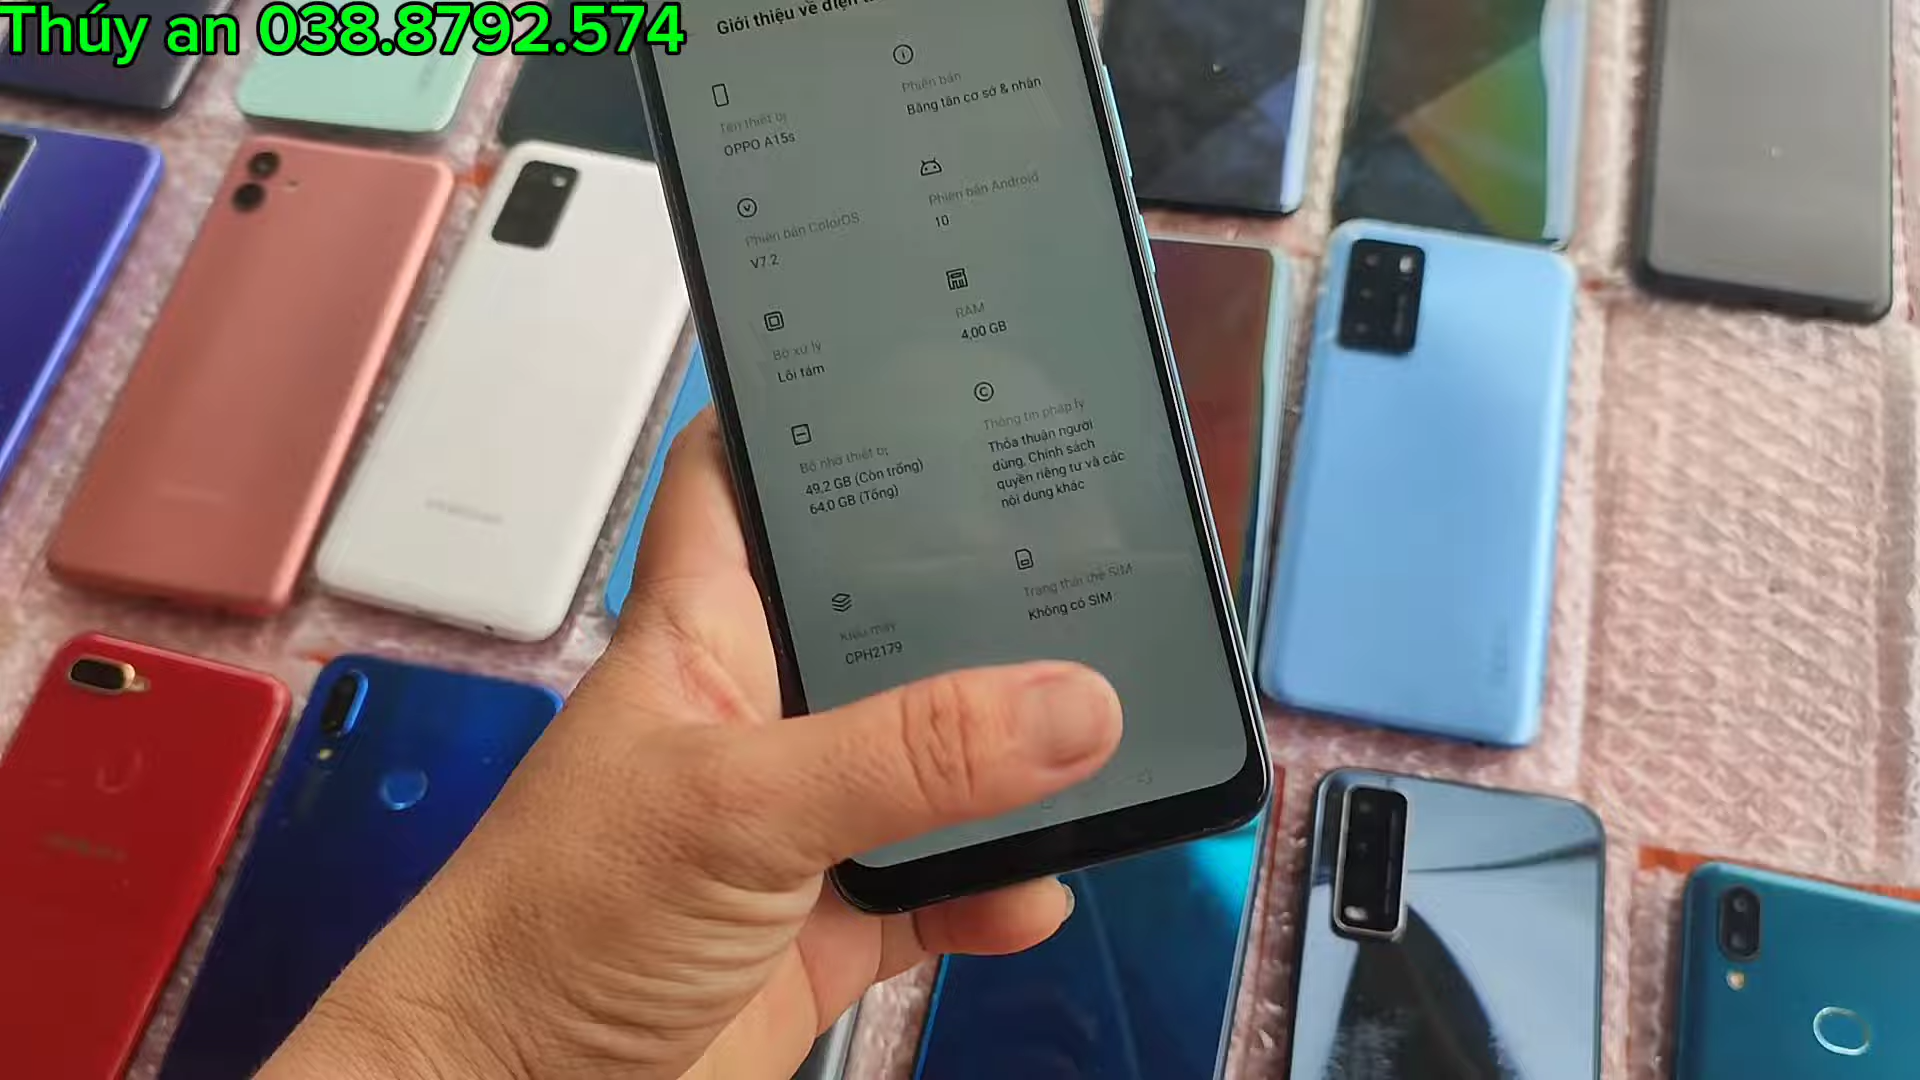 Thúy an 038.8792.574
Giới thiệu về điện
Tên thiết bị
OPPO A15s
Phiên bản
Băng tần cơ sở & nhân
Phiên bản ColorOS
V7.2
Phiên bản Android
10
Bộ xử lý
Lõi tám
RAM
4,00 GB
Bộ nhớ thiết bị
49,2 GB (Còn trống)
64,0 GB (Tổng)
Thông tin pháp lý
Thỏa thuận người
dùng, Chính sách
quyền riêng tư và các
nội dung khác
Kiểu máy
CPH2179
Trạng thái thẻ SIM
Không có SIM